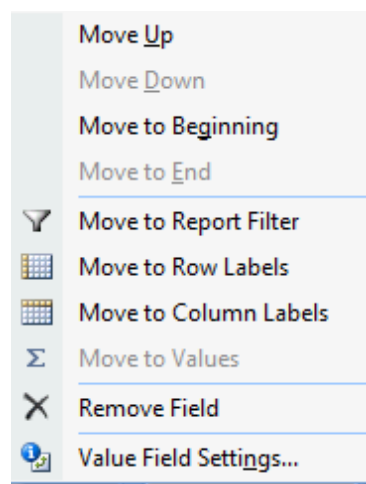 Move Up
Move Down
Move to Beginning
Move to End
Move to Report Filter
Move to Row Labels
Move to Column Labels
Σ Move to Values
Remove Field
Value Field Settings...